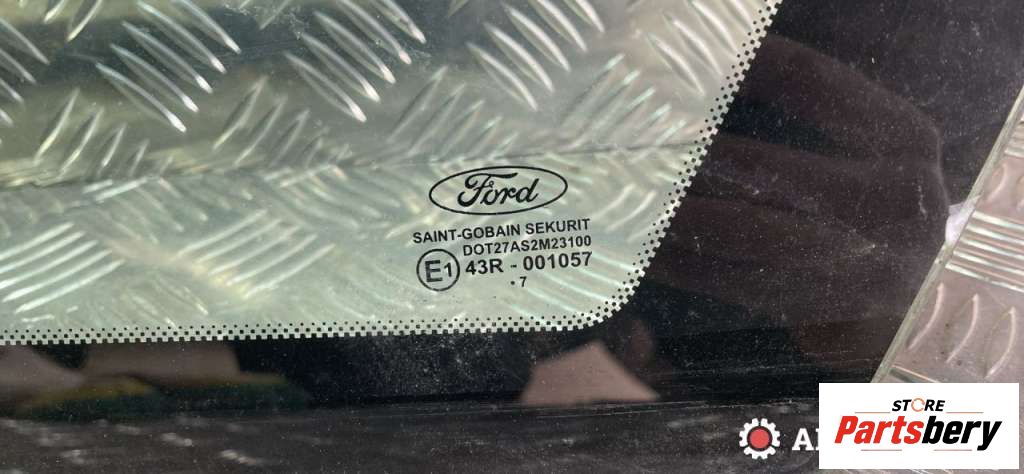 Ford
SAINT-GOBAIN SEKURIT
DOT27AS2M23100
E1 43R - 001057
. 7
STORE
Partsbery